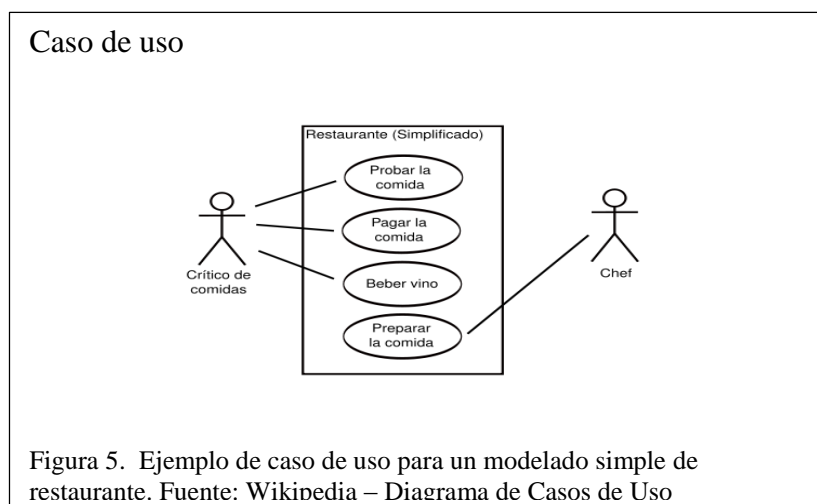 Caso de uso
Restaurante (Simplificado)
Probar la
comida
Pagar la
comida
Beber vino
Preparar
la comida
Crítico de
comidas
Chef
Figura 5. Ejemplo de caso de uso para un modelado simple de
restaurante. Fuente: Wikipedia – Diagrama de Casos de Uso